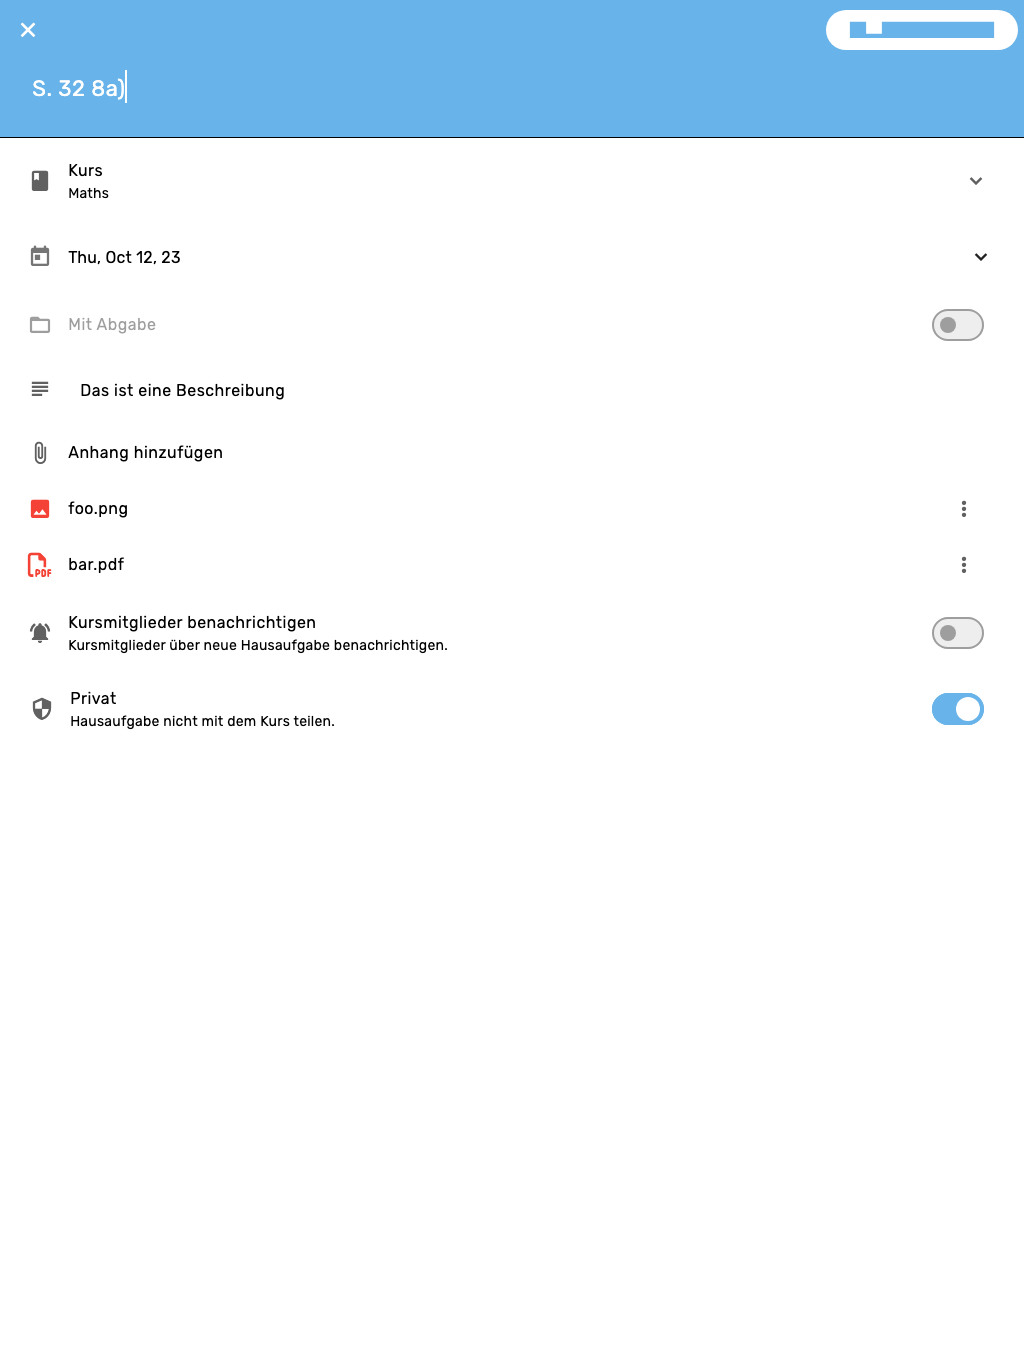 S. 32 8a)
Kurs
Maths
Thu, Oct 12, 23
Mit Abgabe
Das ist eine Beschreibung
Anhang hinzufügen
foo.png
PDF
bar.pdf
Kursmitglieder benachrichtigen
Kursmitglieder über neue Hausaufgabe benachrichtigen.
Privat
Hausaufgabe nicht mit dem Kurs teilen.